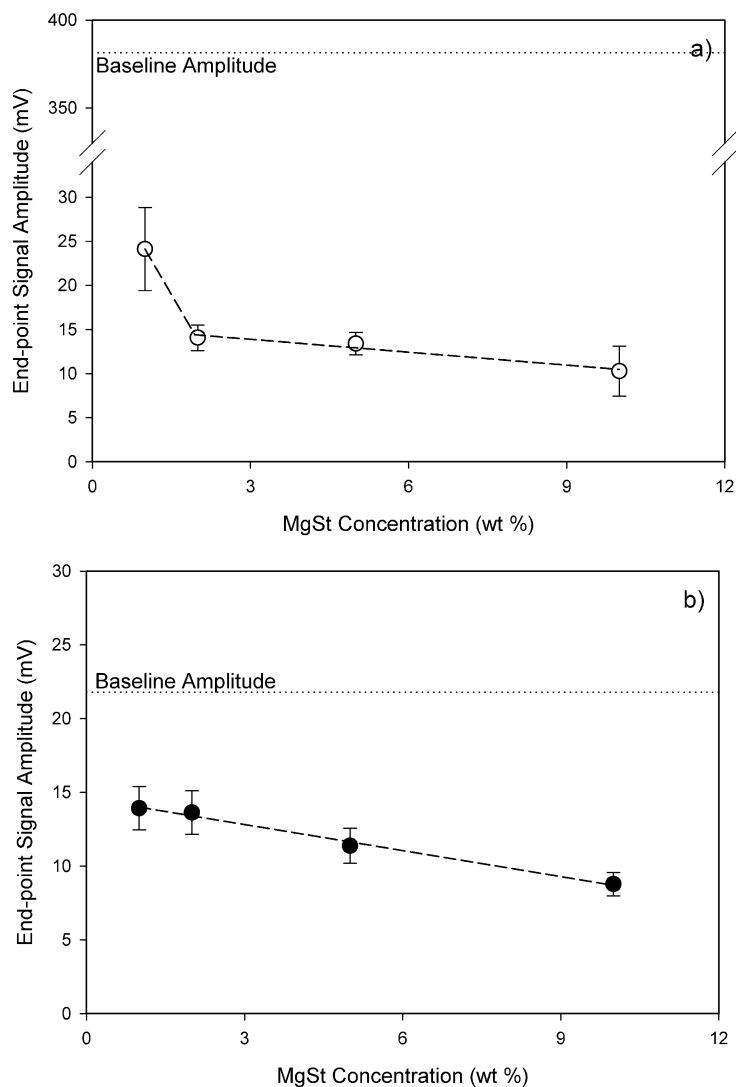 a)
Baseline Amplitude
End-point Signal Amplitude (mV)
400
350
30
25
20
15
10
5
0
0 3 6 9 12
MgSt Concentration (wt %)
b)
Baseline Amplitude
End-point Signal Amplitude (mV)
30
25
20
15
10
5
0
0 3 6 9 12
MgSt Concentration (wt %)